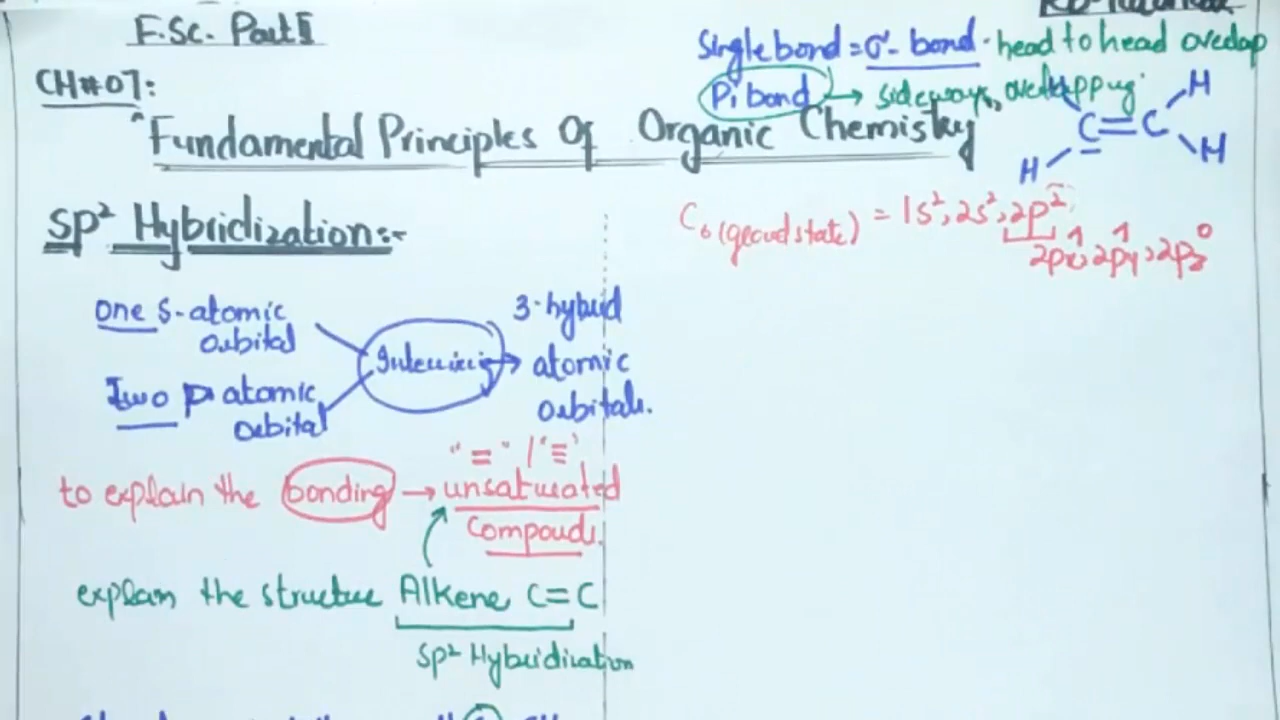 F.Sc. Part II
CH#07:
"Fundamental Principles Of Organic Chemistry"
Single bond = σ - bond · head to head overlap
Pi bond → sideways overlapping
H
C=C
H H
SP² Hybridization:-
one S-atomic orbital
Two p atomic orbital
3-hybrid atomic orbitals.
to explain the bonding → unsaturated compouds.
"=" / "≡"
explain the structure Alkene C=C
SP² Hybridization
C₆ (groud state) = 1s², 2s², 2p²
2px¹, 2py¹, 2pz⁰